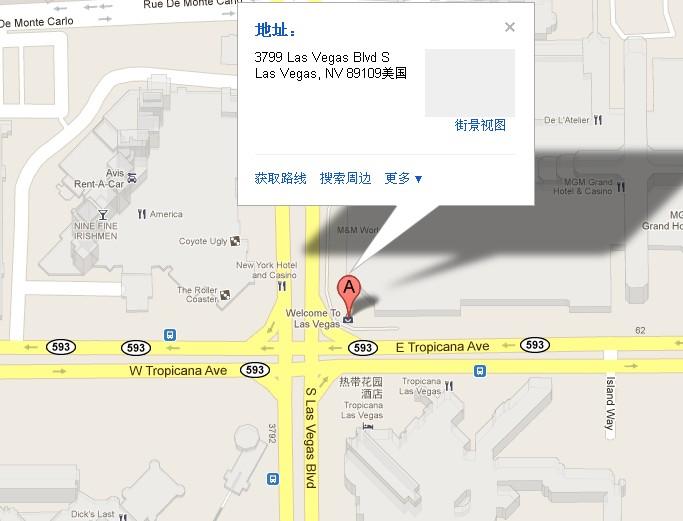 Rue De Monte Carlo
De Monte Carlo
地址：
3799 Las Vegas Blvd S
Las Vegas, NV 89109美国
街景视图
获取路线 搜索周边 更多▼
De L'Atelier
Avis
Rent-A-Car
MGM Grand
Hotel & Casino
MG
Grand Ho
America
NINE FINE
IRISHMEN
M&M Worl
Coyote Ugly
New York Hotel
and Casino
The Roller
Coaster
A
Welcome To
Las Vegas
593
593
593
E Tropicana Ave
593
62
W Tropicana Ave
593
热带花园
酒店
Tropicana
Las Vegas
Tropicana
Las Vegas
Island Way
S Las Vegas Blvd
3792
Dick's Last